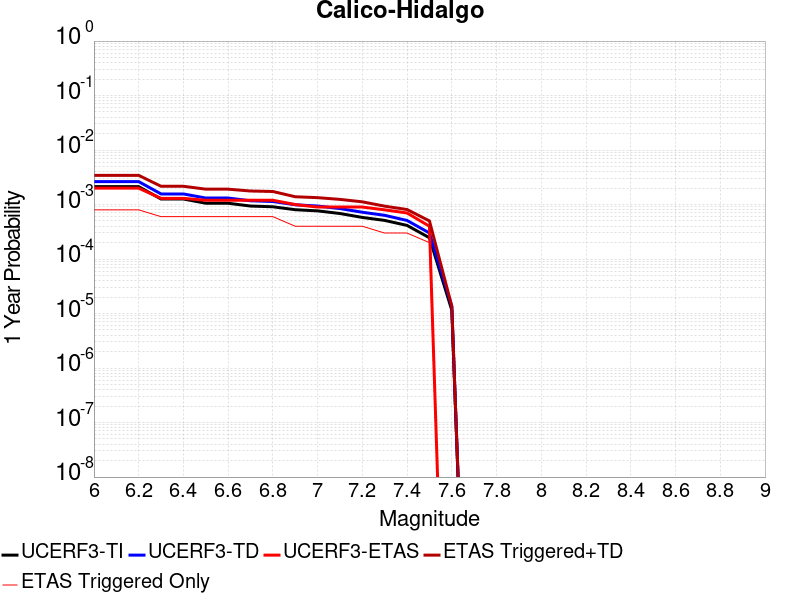 Calico-Hidalgo
10^0
10^-1
10^-2
10^-3
10^-4
10^-5
10^-6
10^-7
10^-8
1 Year Probability
6 6.2 6.4 6.6 6.8 7 7.2 7.4 7.6 7.8 8 8.2 8.4 8.6 8.8 9
Magnitude
UCERF3-TI UCERF3-TD UCERF3-ETAS ETAS Triggered+TD
ETAS Triggered Only